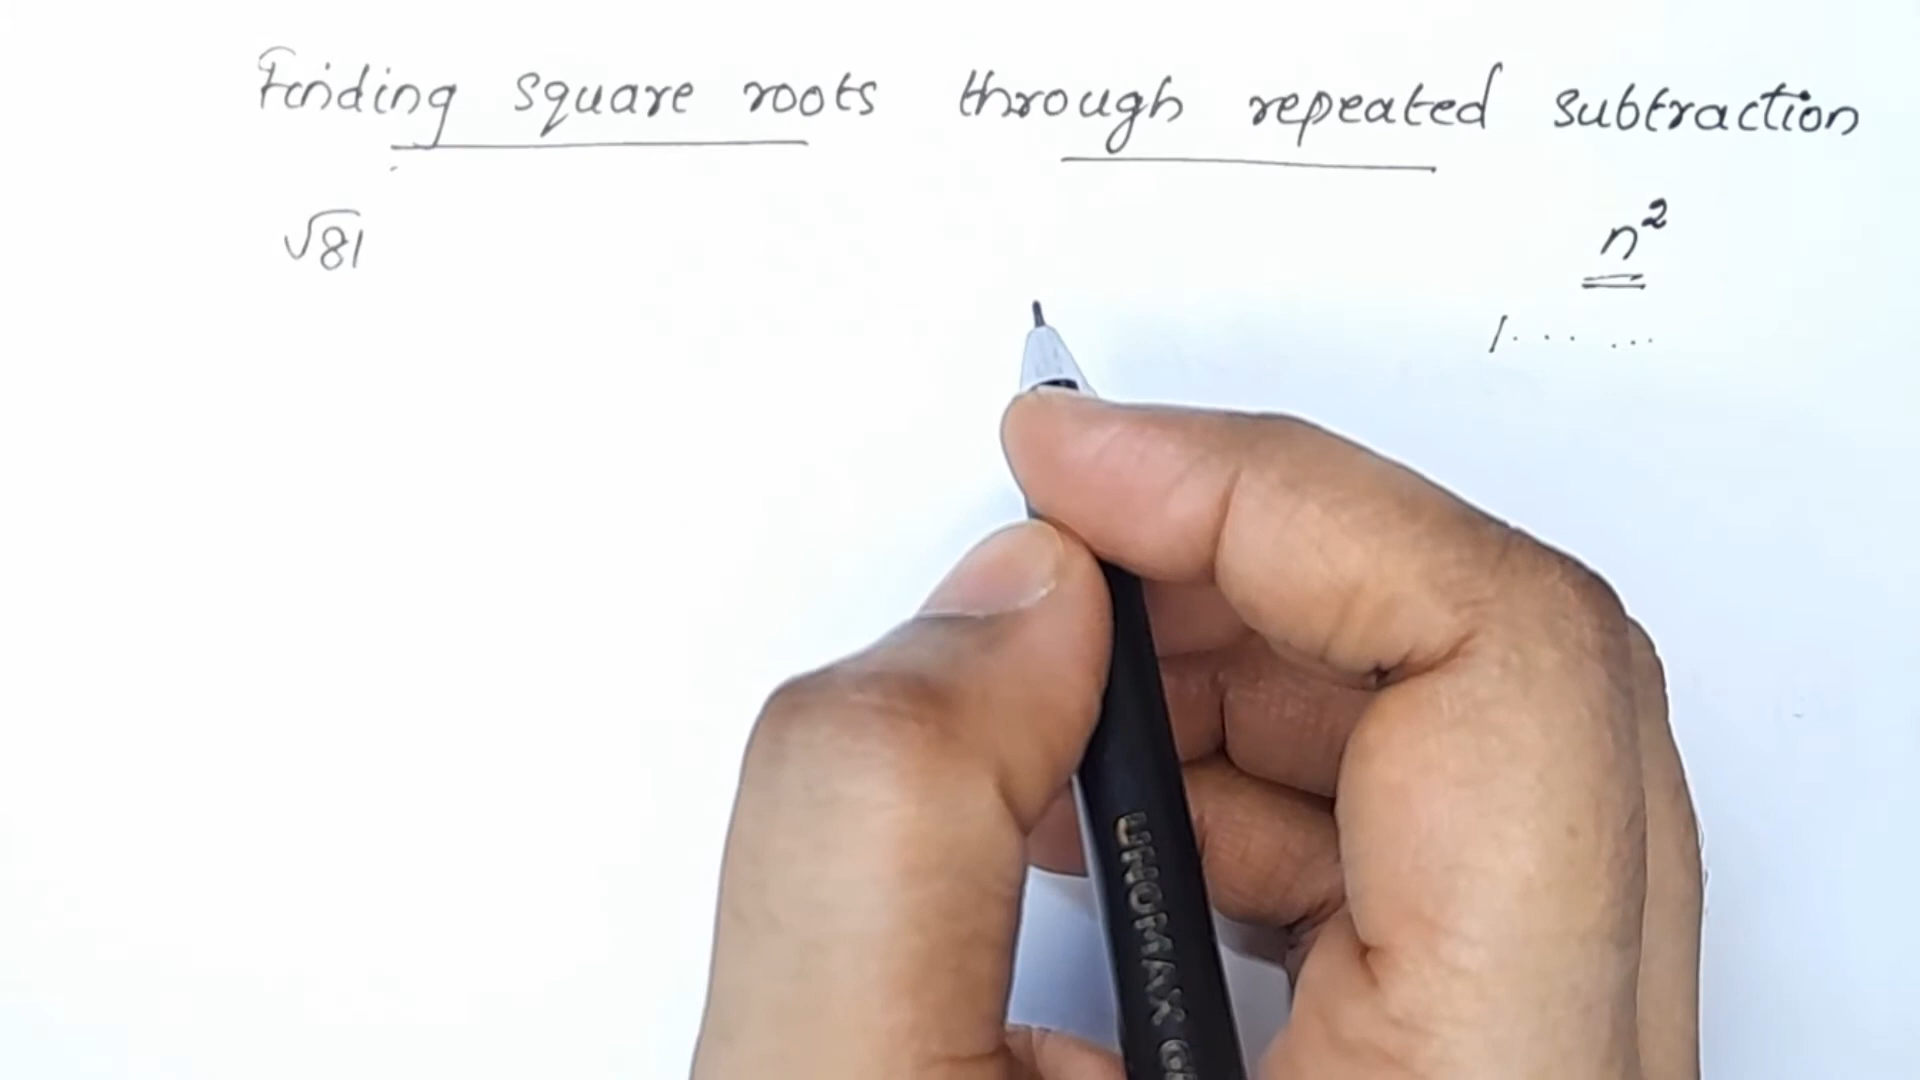 Finding square roots through repeated subtraction
√81
n²
1..... ...
UNOMAX